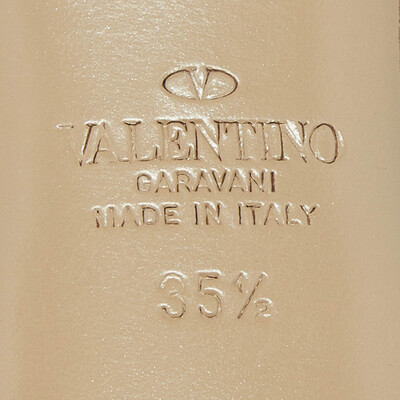 V
VALENTINO
GARAVANI
MADE IN ITALY
35½